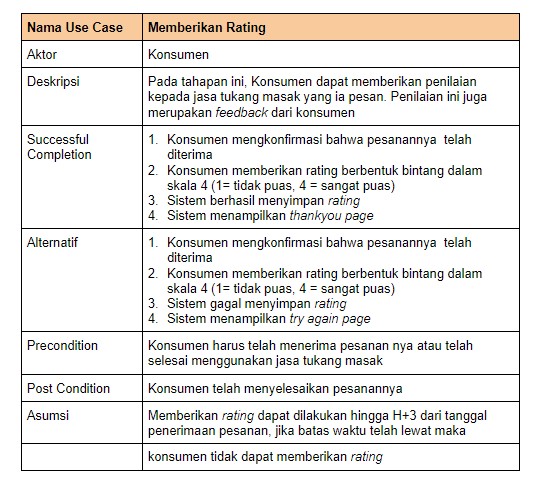 Nama Use Case Memberikan Rating
Aktor Konsumen
Deskripsi Pada tahapan ini, Konsumen dapat memberikan penilaian
kepada jasa tukang masak yang ia pesan. Penilaian ini juga
merupakan feedback dari konsumen
Successful Completion
1. Konsumen mengkonfirmasi bahwa pesanannya telah
diterima
2. Konsumen memberikan rating berbentuk bintang dalam
skala 4 (1= tidak puas, 4 = sangat puas)
3. Sistem berhasil menyimpan rating
4. Sistem menampilkan thankyou page
Alternatif
1. Konsumen mengkonfirmasi bahwa pesanannya telah
diterima
2. Konsumen memberikan rating berbentuk bintang dalam
skala 4 (1= tidak puas, 4 = sangat puas)
3. Sistem gagal menyimpan rating
4. Sistem menampilkan try again page
Precondition Konsumen harus telah menerima pesanan nya atau telah
selesai menggunakan jasa tukang masak
Post Condition Konsumen telah menyelesaikan pesanannya
Asumsi Memberikan rating dapat dilakukan hingga H+3 dari tanggal
penerimaan pesanan, jika batas waktu telah lewat maka
konsumen tidak dapat memberikan rating